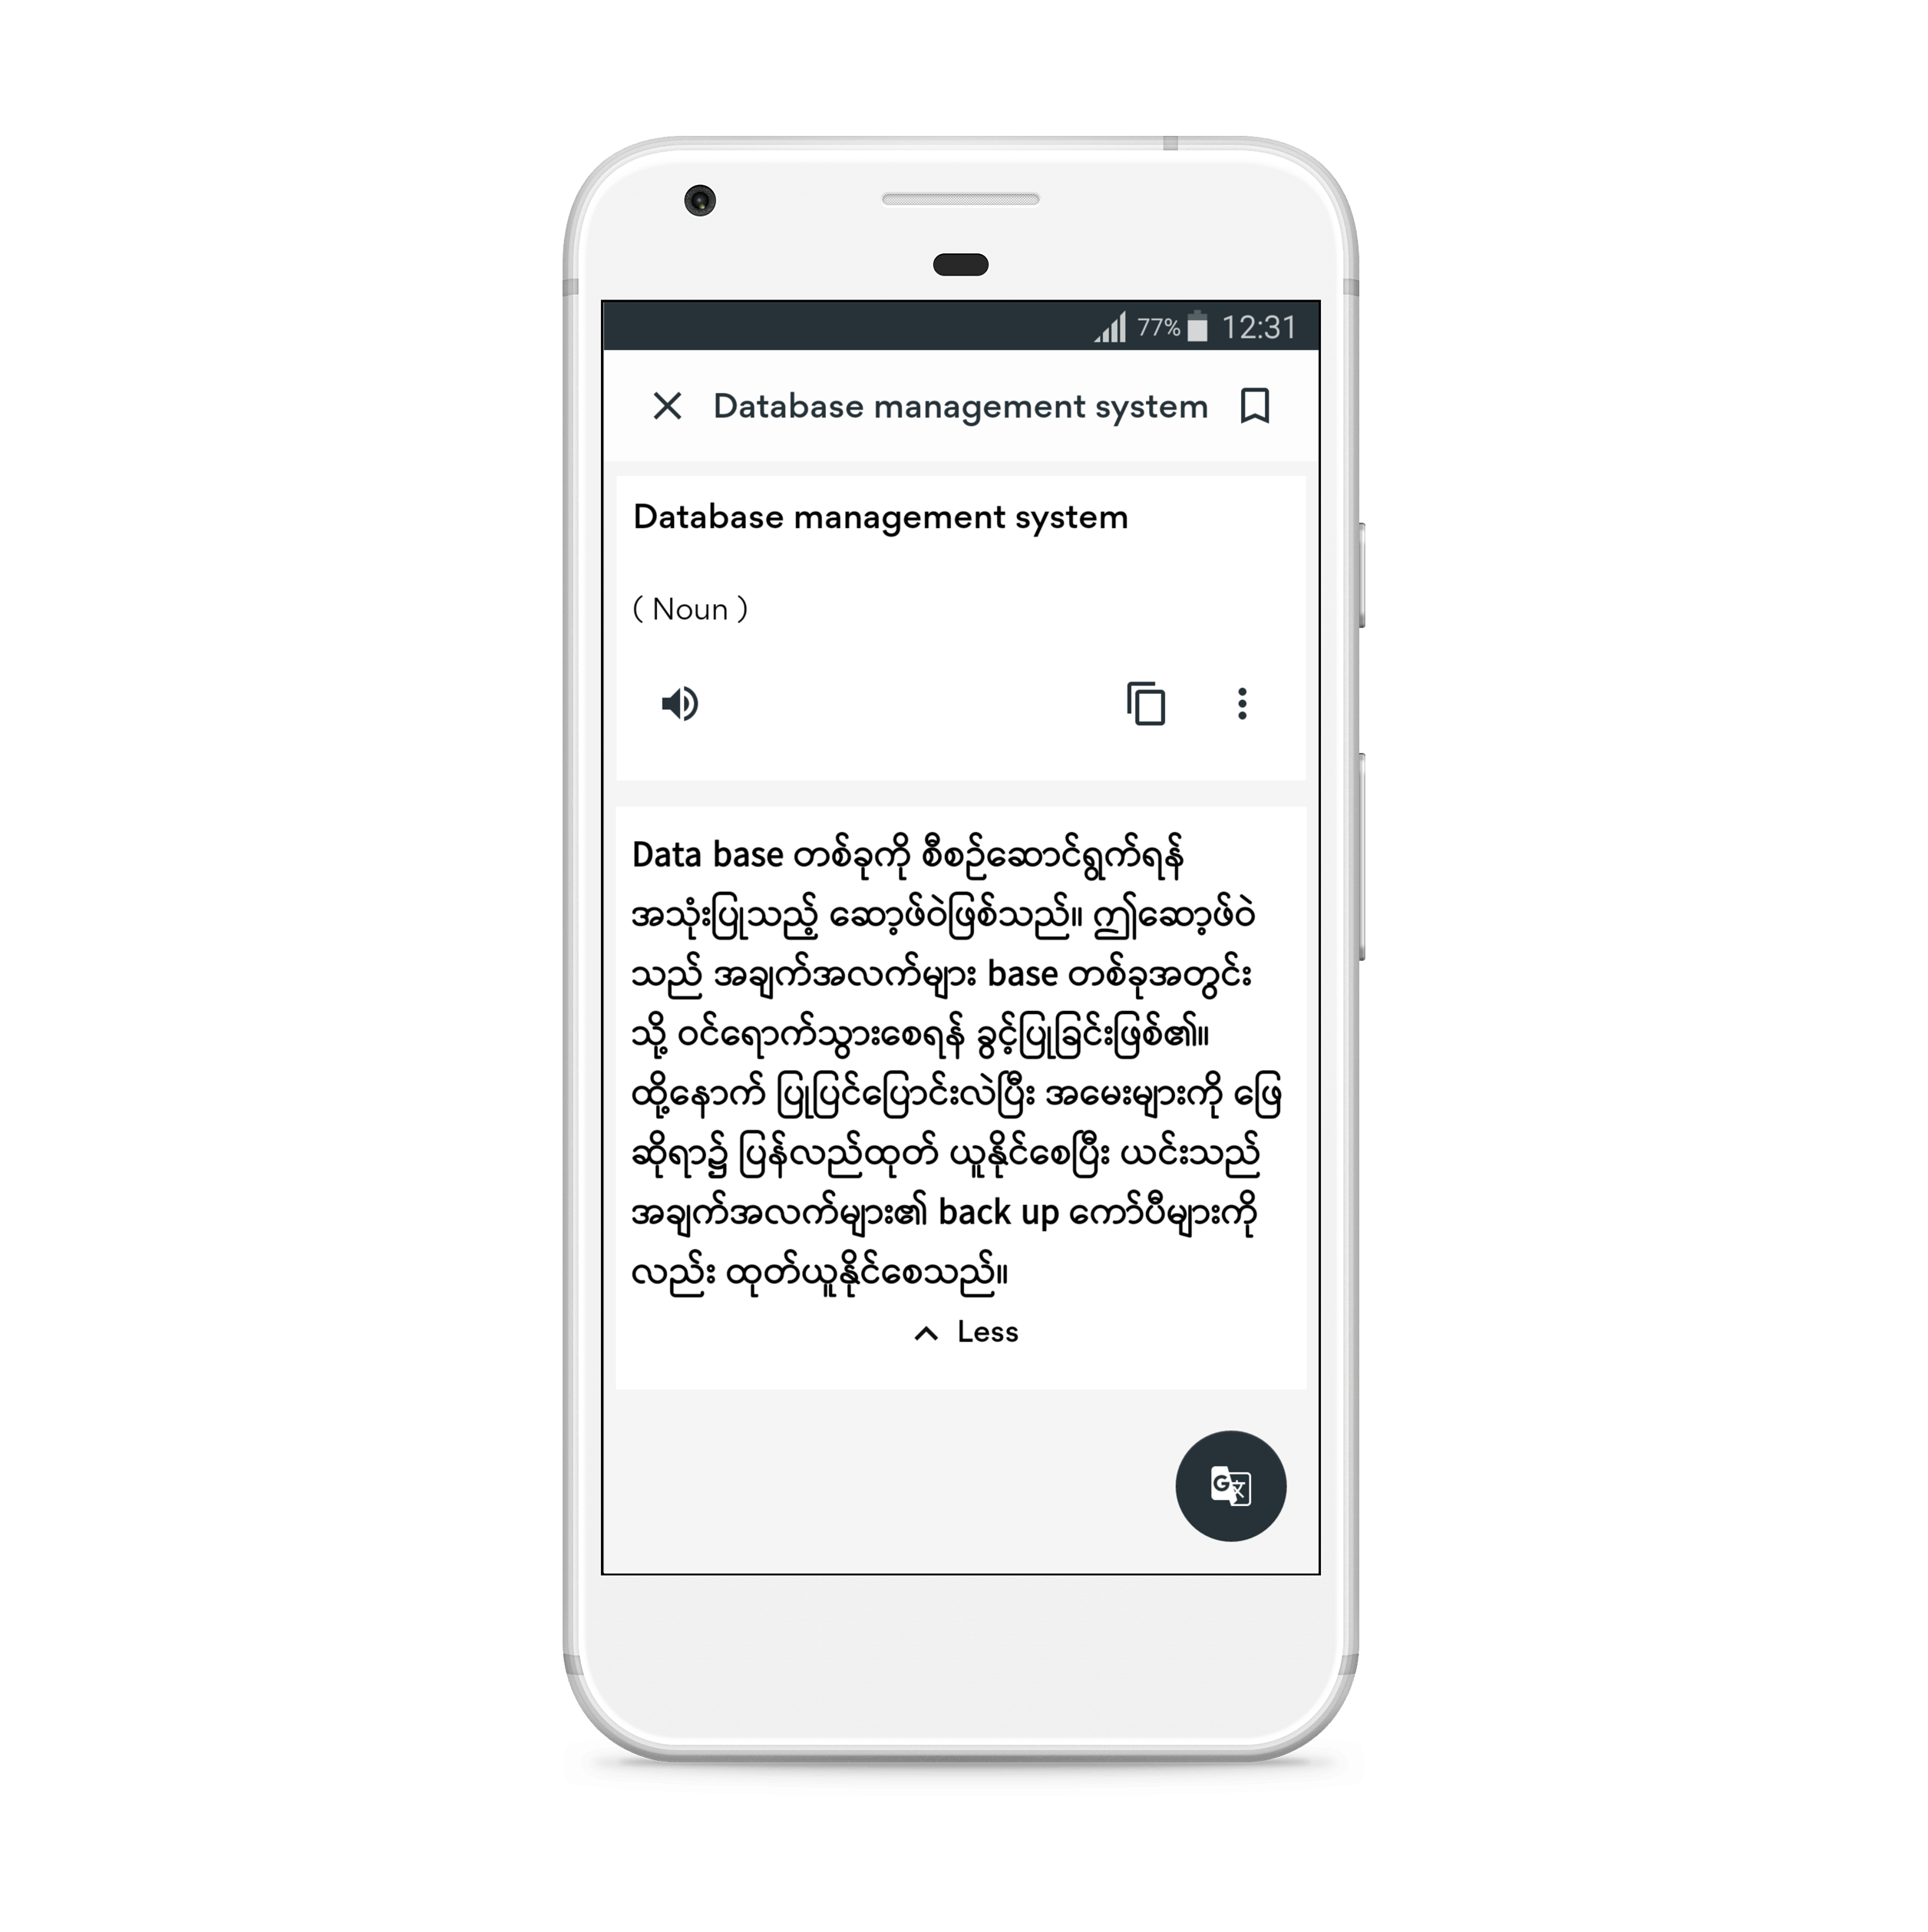 77% 12:31
Database management system
Database management system
( Noun )
Data base တစ်ခုကို စီစဉ်ဆောင်ရွက်ရန်
အသုံးပြုသည့် ဆော့ဖ်ဝဲဖြစ်သည်။ ဤဆော့ဖ်ဝဲ
သည် အချက်အလက်များ base တစ်ခုအတွင်း
သို့ ဝင်ရောက်သွားစေရန် ခွင့်ပြုခြင်းဖြစ်၏။
ထို့နောက် ပြုပြင်ပြောင်းလဲပြီး အမေးများကို ဖြေ
ဆိုရာ၌ ပြန်လည်ထုတ် ယူနိုင်စေပြီး ယင်းသည်
အချက်အလက်များ၏ back up ကော်ပီများကို
လည်း ထုတ်ယူနိုင်စေသည်။
Less
G 文